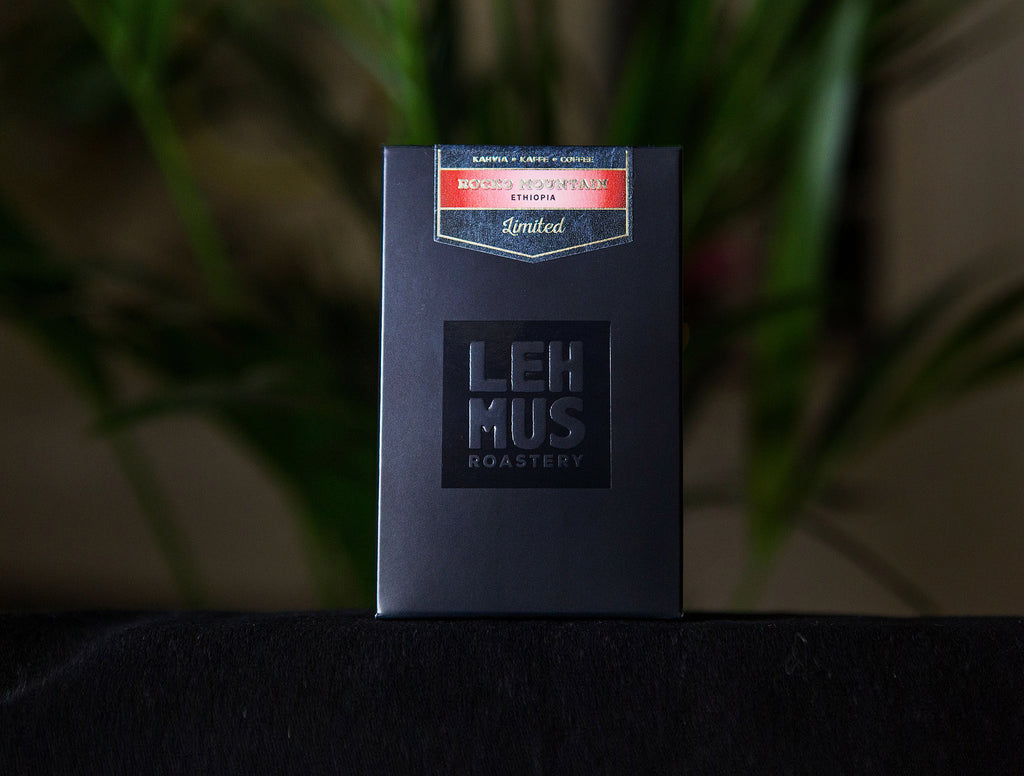 KAHVIA • KAFFE • COFFEE
ROCKO MOUNTAIN
ETHIOPIA
Limited
LEH
MUS
ROASTERY